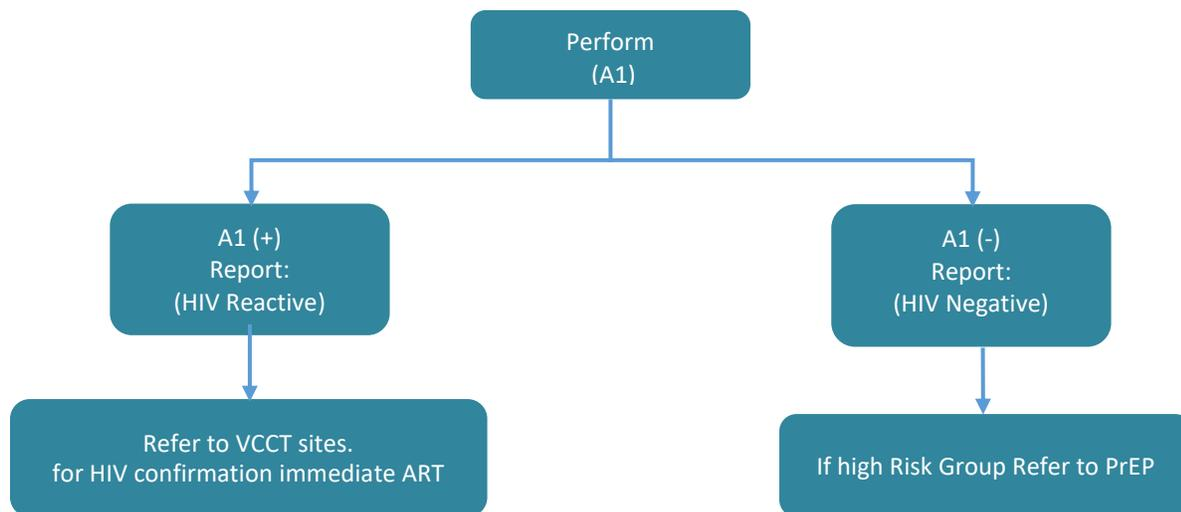 Perform
(A1)
A1 (+)
Report:
(HIV Reactive)
A1 (-)
Report:
(HIV Negative)
Refer to VCCT sites.
for HIV confirmation immediate ART
If high Risk Group Refer to PrEP